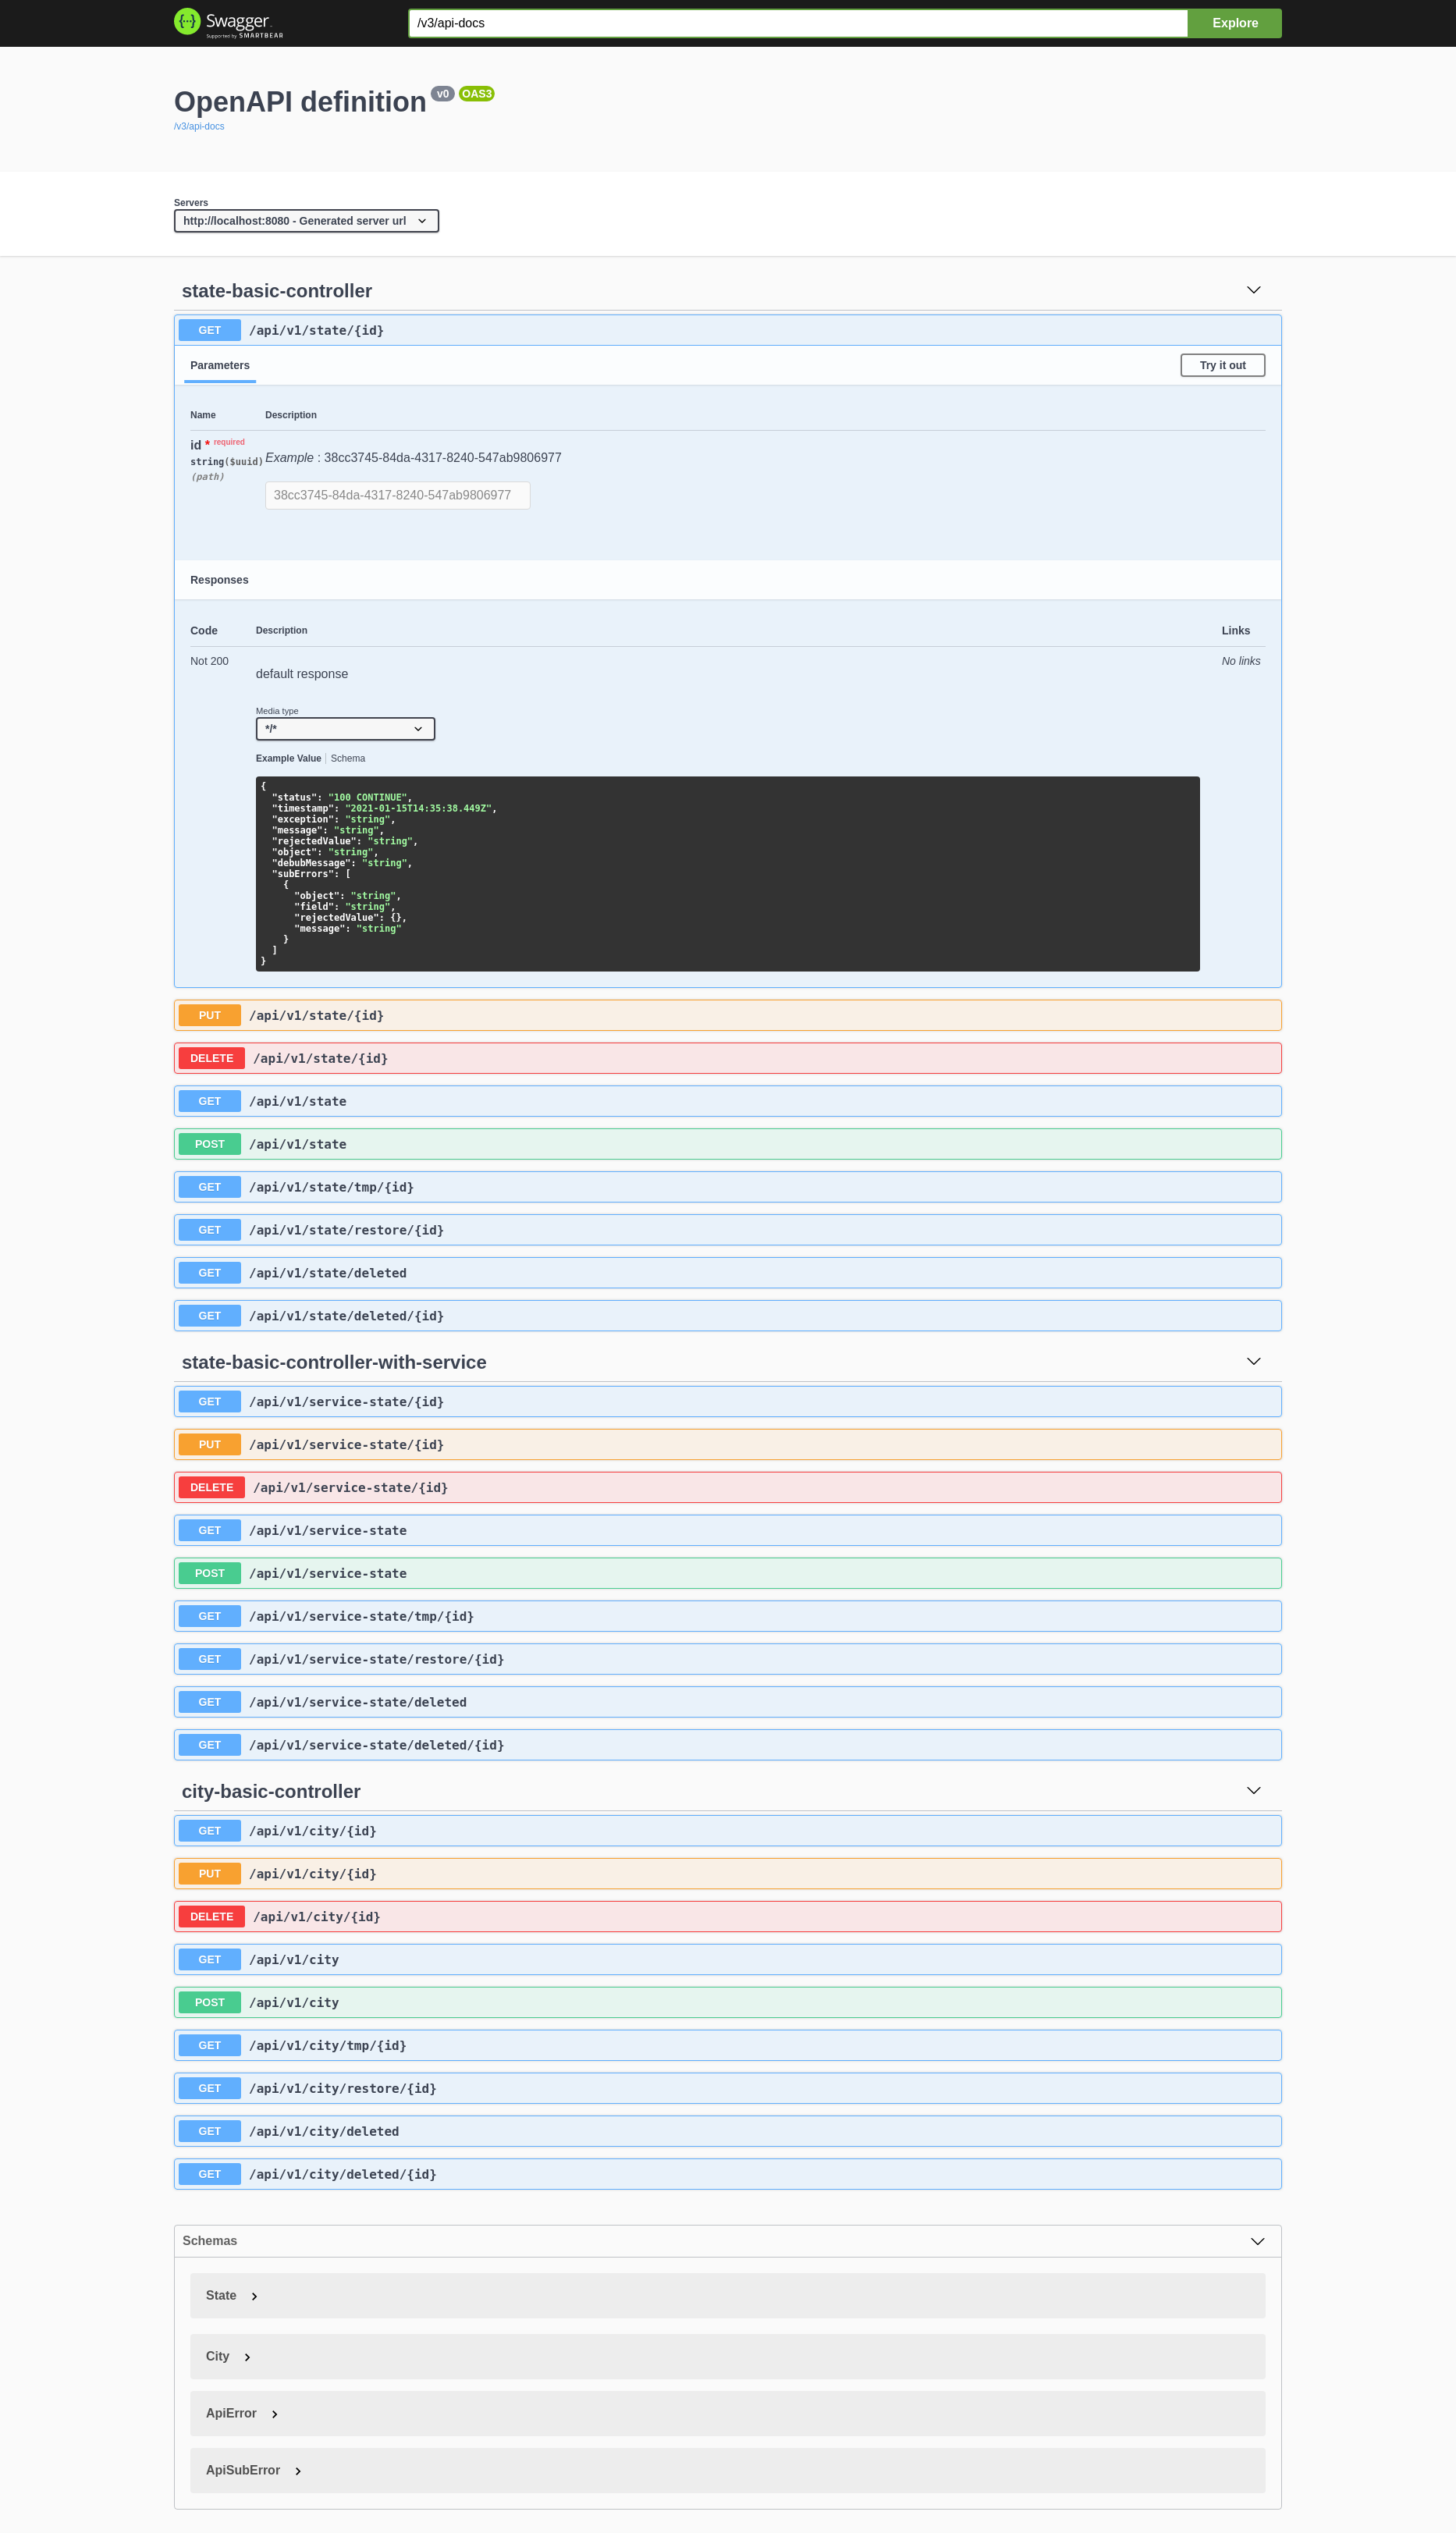 Swagger
Supported by SMARTBEAR
/v3/api-docs
Explore
OpenAPI definition v0 OAS3
/v3/api-docs
Servers
http://localhost:8080 - Generated server url
state-basic-controller
GET /api/v1/state/{id}
Parameters Try it out
Name Description
id * required
string($uuid)
(path)
Example : 38cc3745-84da-4317-8240-547ab9806977
38cc3745-84da-4317-8240-547ab9806977
Responses
Code Description Links
Not 200 default response No links
Media type
*/*
Example Value Schema
{
  "status": "100 CONTINUE",
  "timestamp": "2021-01-15T14:35:38.449Z",
  "exception": "string",
  "message": "string",
  "rejectedValue": "string",
  "object": "string",
  "debubMessage": "string",
  "subErrors": [
    {
      "object": "string",
      "field": "string",
      "rejectedValue": {},
      "message": "string"
    }
  ]
}
PUT /api/v1/state/{id}
DELETE /api/v1/state/{id}
GET /api/v1/state
POST /api/v1/state
GET /api/v1/state/tmp/{id}
GET /api/v1/state/restore/{id}
GET /api/v1/state/deleted
GET /api/v1/state/deleted/{id}
state-basic-controller-with-service
GET /api/v1/service-state/{id}
PUT /api/v1/service-state/{id}
DELETE /api/v1/service-state/{id}
GET /api/v1/service-state
POST /api/v1/service-state
GET /api/v1/service-state/tmp/{id}
GET /api/v1/service-state/restore/{id}
GET /api/v1/service-state/deleted
GET /api/v1/service-state/deleted/{id}
city-basic-controller
GET /api/v1/city/{id}
PUT /api/v1/city/{id}
DELETE /api/v1/city/{id}
GET /api/v1/city
POST /api/v1/city
GET /api/v1/city/tmp/{id}
GET /api/v1/city/restore/{id}
GET /api/v1/city/deleted
GET /api/v1/city/deleted/{id}
Schemas
State
City
ApiError
ApiSubError